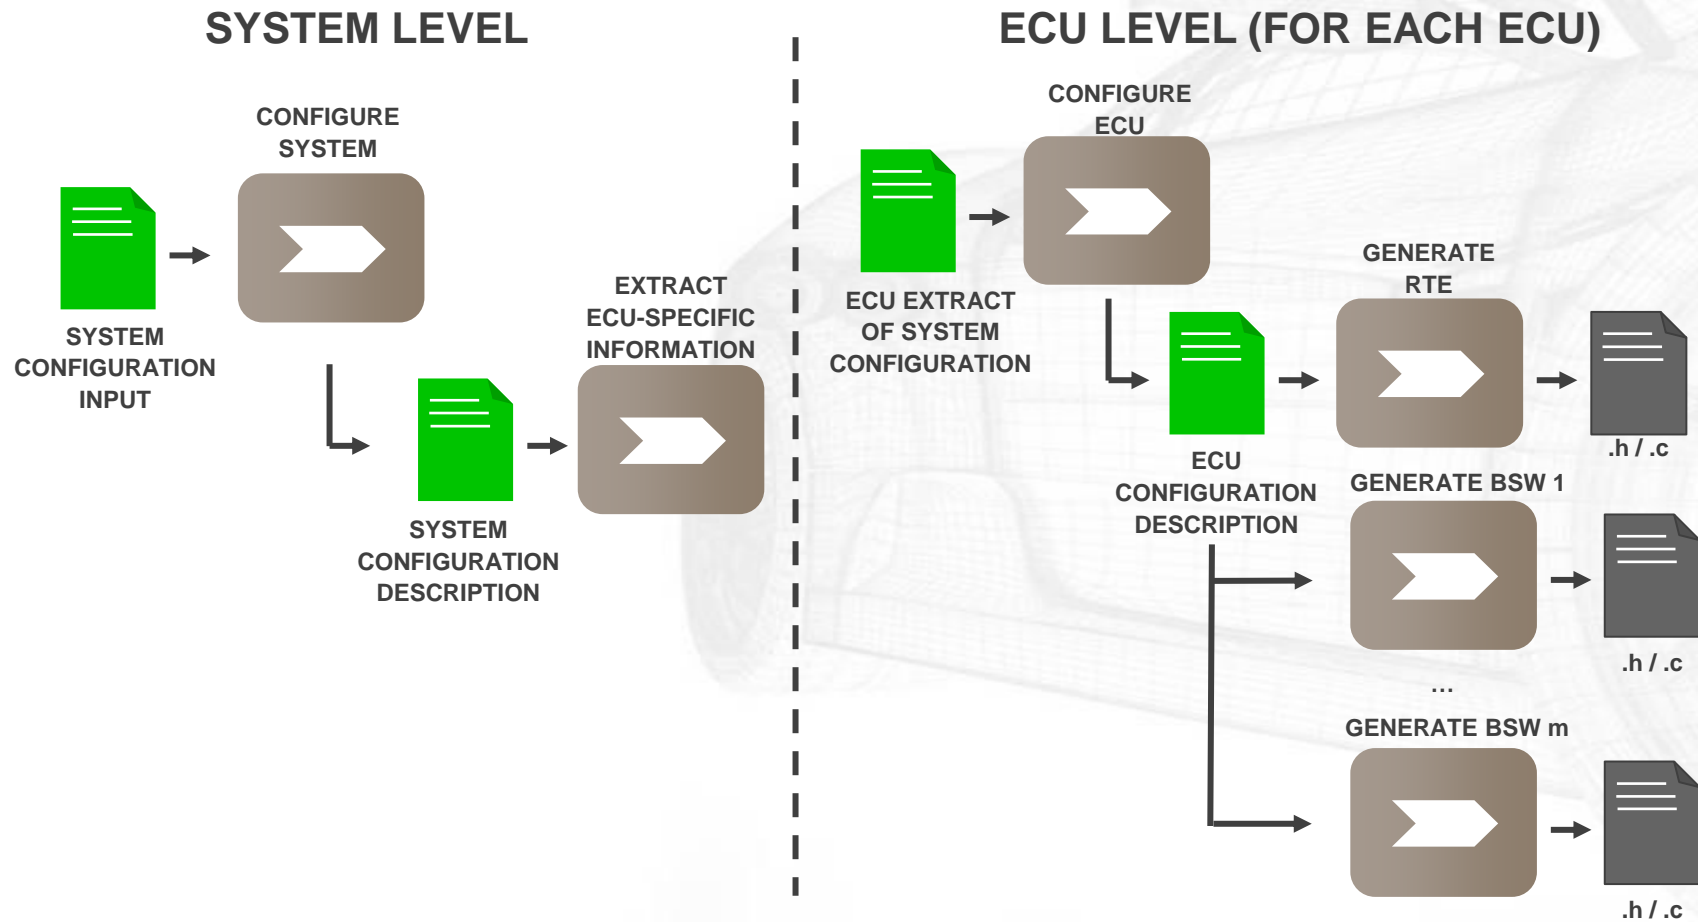 SYSTEM LEVEL
CONFIGURE
SYSTEM
SYSTEM
CONFIGURATION
INPUT
EXTRACT
ECU-SPECIFIC
INFORMATION
SYSTEM
CONFIGURATION
DESCRIPTION
ECU LEVEL (FOR EACH ECU)
CONFIGURE
ECU
ECU EXTRACT
OF SYSTEM
CONFIGURATION
GENERATE
RTE
.h / .c
ECU
CONFIGURATION
DESCRIPTION
GENERATE BSW 1
.h / .c
...
GENERATE BSW m
.h / .c